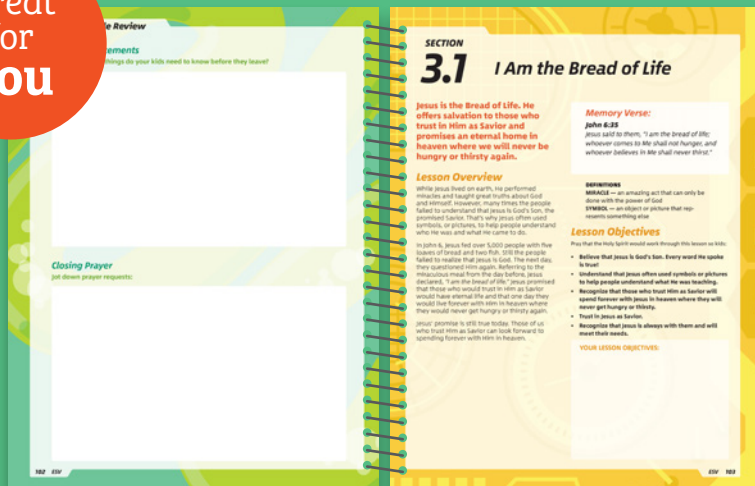 reat
or
ou
le Review
ements
things do your kids need to know before they leave?
Closing Prayer
Jot down prayer requests:
102 ESV
SECTION
3.1
I Am the Bread of Life
Jesus is the Bread of Life. He
offers salvation to those who
trust in Him as Savior and
promises an eternal home in
heaven where we will never be
hungry or thirsty again.
Lesson Overview
While Jesus lived on earth, He performed
miracles and taught great truths about God
and Himself. However, many times the people
failed to understand that Jesus is God's Son, the
promised Savior. That's why Jesus often used
symbols, or pictures, to help people understand
who He was and what He came to do.
In John 6, Jesus fed over 5,000 people with five
loaves of bread and two fish. Still the people
failed to realize that Jesus is God. The next day,
they questioned Him again. Referring to the
miraculous meal from the day before, Jesus
declared, "I am the bread of life." Jesus promised
that those who would trust in Him as Savior
would have eternal life and that one day they
would live forever with Him in heaven where
they would never get hungry or thirsty again.
Jesus' promise is still true today. Those of us
who trust in Him as Savior can look forward to
spending forever with Him in heaven.
Memory Verse:
John 6:35
Jesus said to them, "I am the bread of life;
whoever comes to Me shall not hunger, and
whoever believes in Me shall never thirst."
DEFINITIONS
MIRACLE — an amazing act that can only be
done with the power of God
SYMBOL — an object or picture that rep-
resents something else
Lesson Objectives
Pray that the Holy Spirit would work through this lesson so kids:
• Believe that Jesus is God's Son. Every word He spoke
is true!
• Understand that Jesus often used symbols or pictures
to help people understand what He was teaching.
• Recognize that those who trust Him as Savior will
spend forever with Jesus in heaven where they will
never get hungry or thirsty.
• Trust in Jesus as Savior.
• Recognize that Jesus is always with them and will
meet their needs.
YOUR LESSON OBJECTIVES:
ESV 103